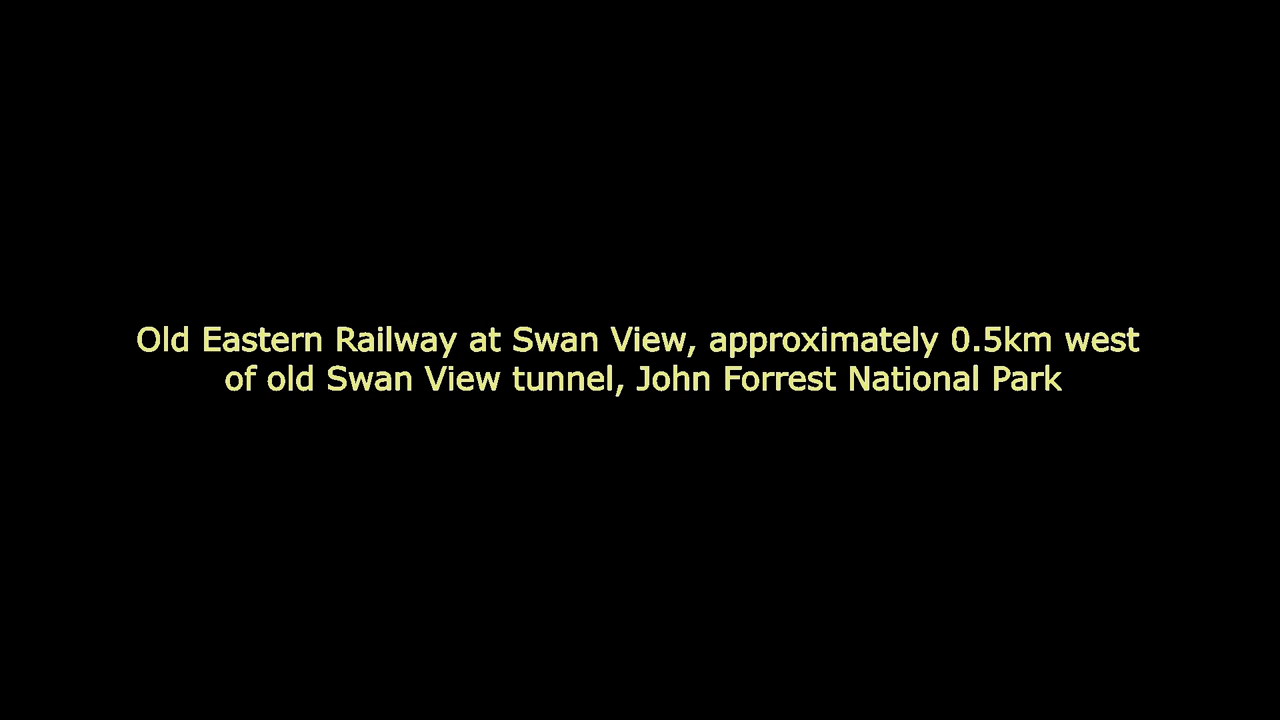 Old Eastern Railway at Swan View, approximately 0.5km west
of old Swan View tunnel, John Forrest National Park